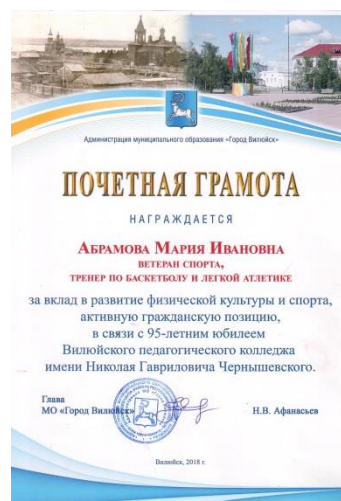 Администрация муниципального образования «Город Вилюйск»
ПОЧЕТНАЯ ГРАМОТА
НАГРАЖДАЕТСЯ
АБРАМОВА МАРИЯ ИВАНОВНА
ВЕТЕРАН СПОРТА,
ТРЕНЕР ПО БАСКЕТБОЛУ И ЛЕГКОЙ АТЛЕТИКЕ
за вклад в развитие физической культуры и спорта,
активную гражданскую позицию,
в связи с 95-летним юбилеем
Вилюйского педагогического колледжа
имени Николая Гавриловича Чернышевского.
Глава
МО «Город Вилюйск»
Н.В. Афанасьев
Вилюйск, 2018 г.